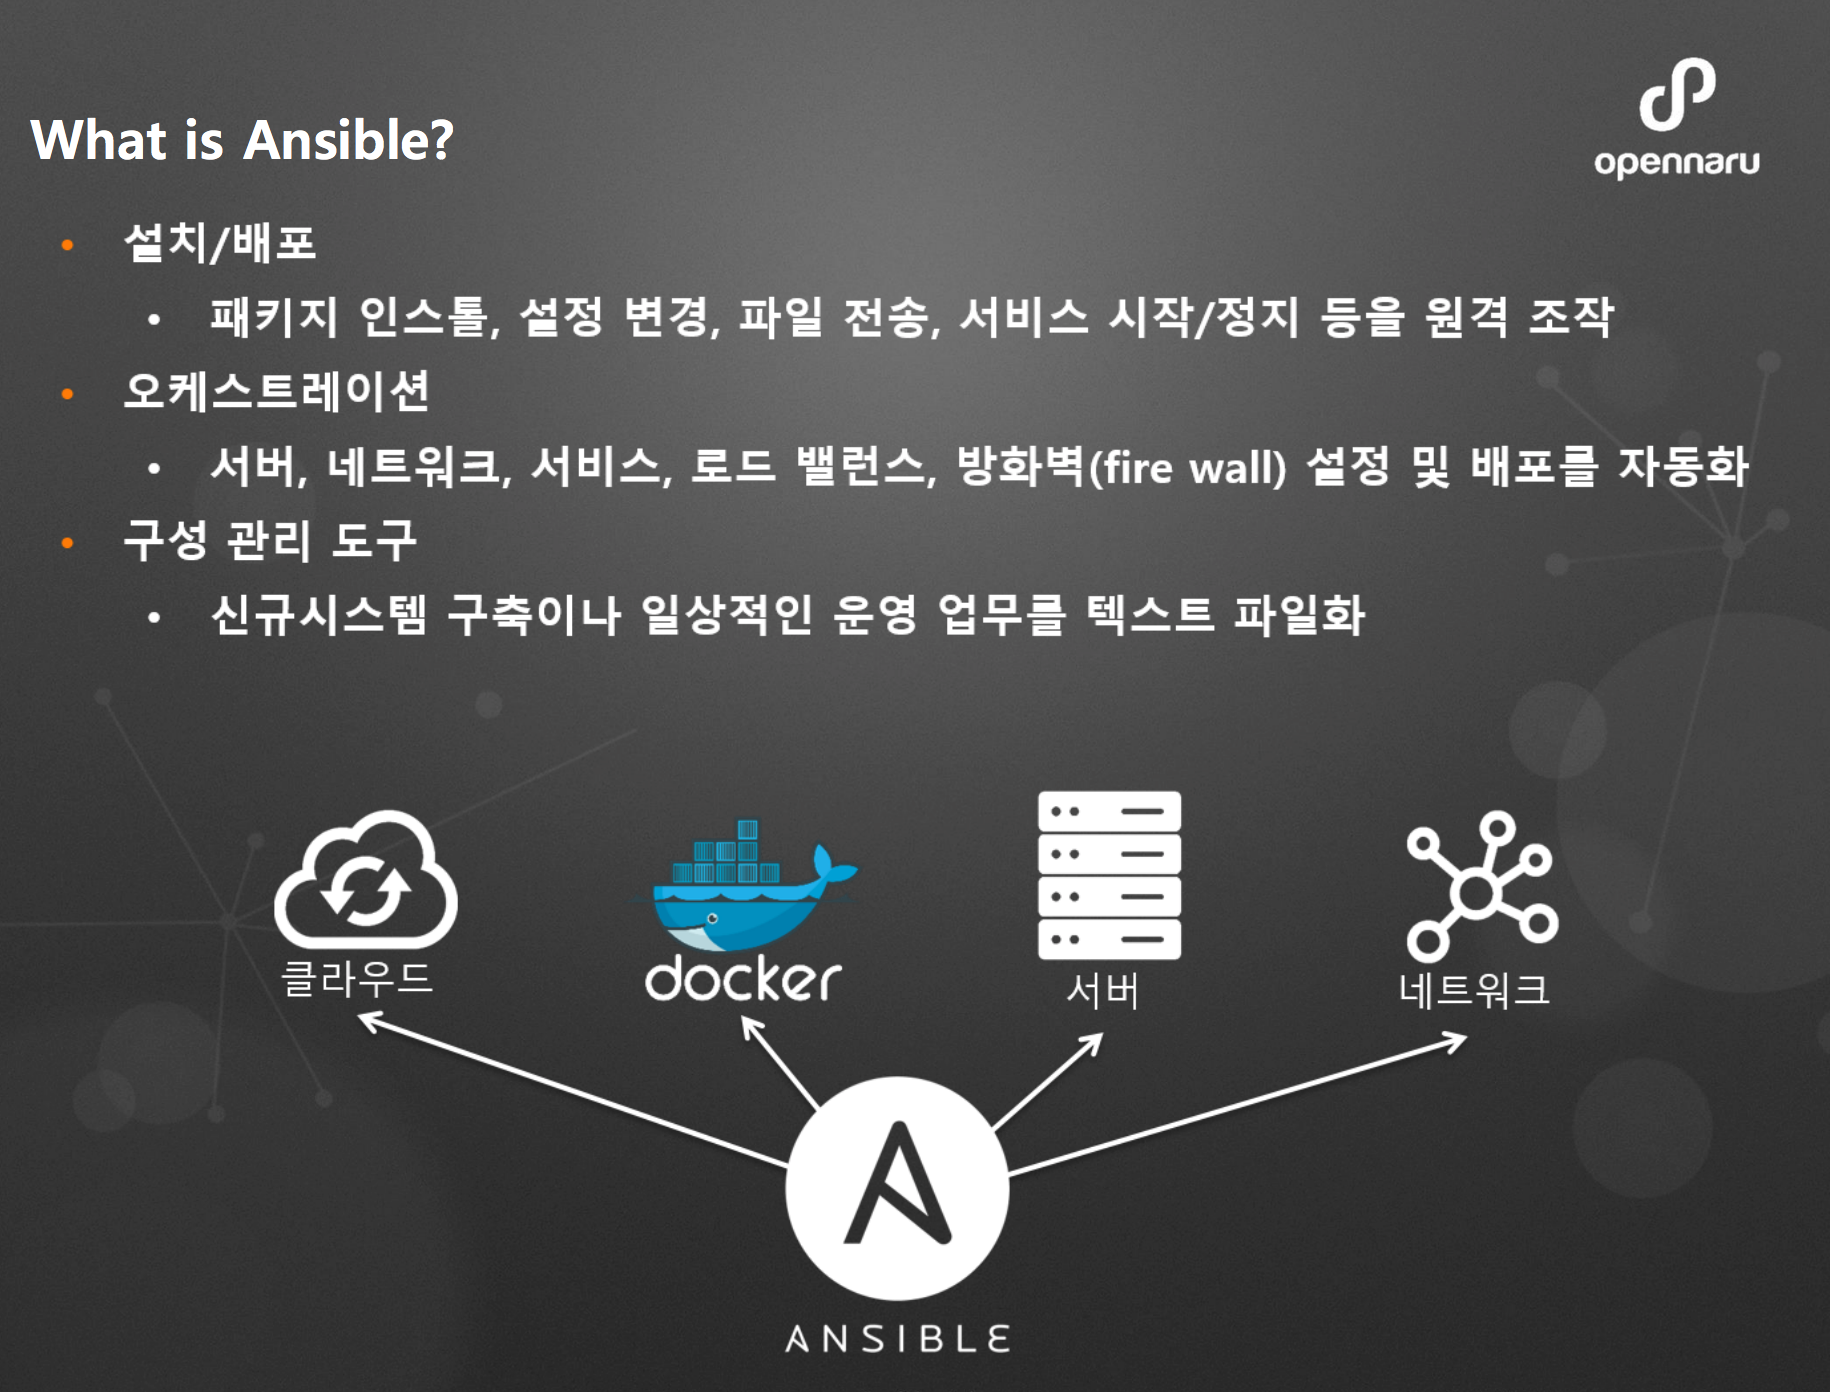 opennaru
What is Ansible?
• 설치/배포
• 패키지 인스톨, 설정 변경, 파일 전송, 서비스 시작/정지 등을 원격 조작
• 오케스트레이션
• 서버, 네트워크, 서비스, 로드 밸런스, 방화벽(fire wall) 설정 및 배포를 자동화
• 구성 관리 도구
• 신규시스템 구축이나 일상적인 운영 업무를 텍스트 파일화
클라우드
docker
서버
네트워크
ANSIBLE